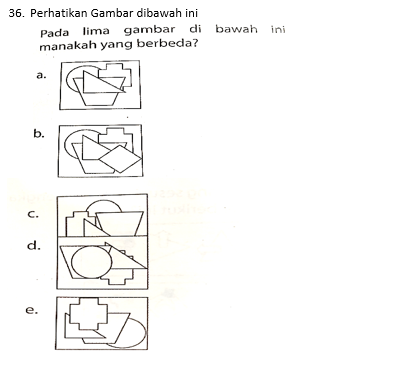 36. Perhatikan Gambar dibawah ini
Pada lima gambar di bawah ini
manakah yang berbeda?
a.
b.
c.
d.
e.